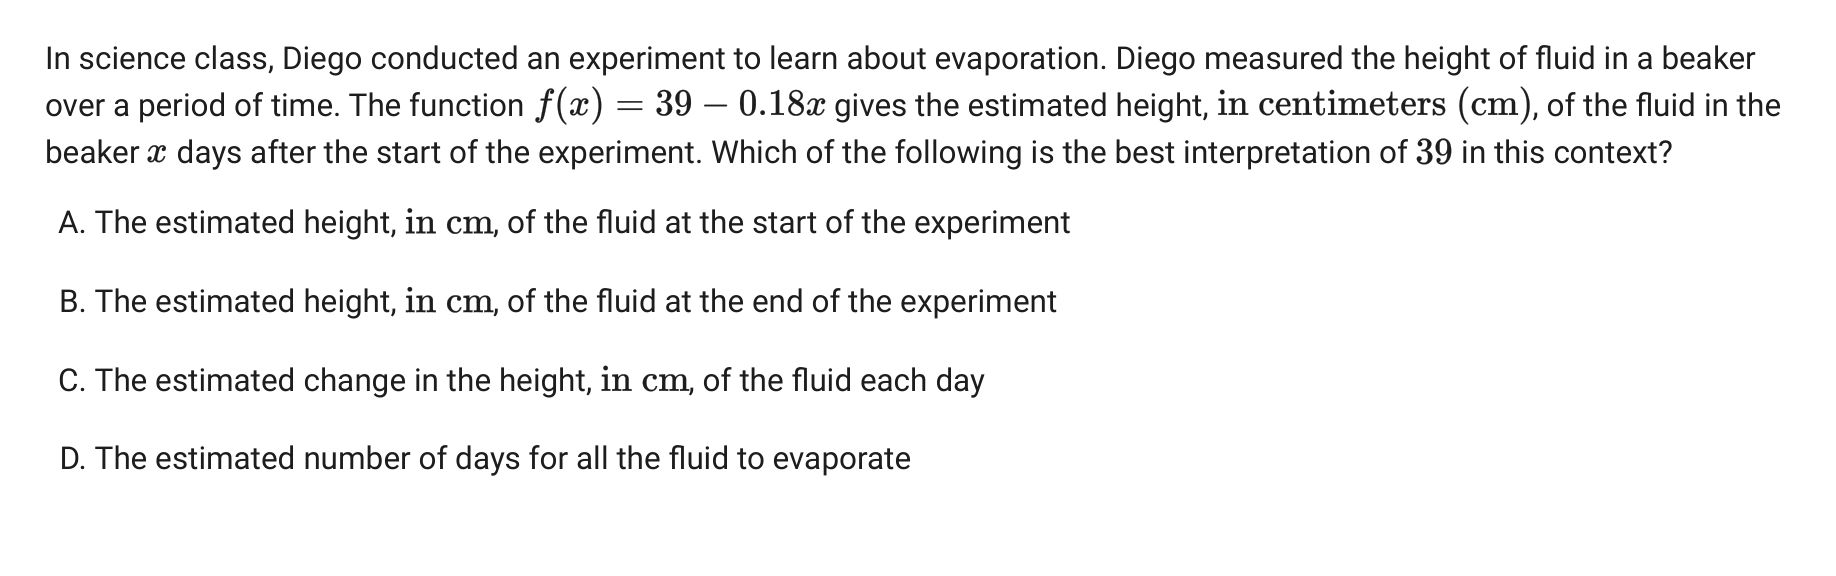 In science class, Diego conducted an experiment to learn about evaporation. Diego measured the height of fluid in a beaker
over a period of time. The function f(x) = 39 − 0.18x gives the estimated height, in centimeters (cm), of the fluid in the
beaker x days after the start of the experiment. Which of the following is the best interpretation of 39 in this context?
A. The estimated height, in cm, of the fluid at the start of the experiment
B. The estimated height, in cm, of the fluid at the end of the experiment
C. The estimated change in the height, in cm, of the fluid each day
D. The estimated number of days for all the fluid to evaporate